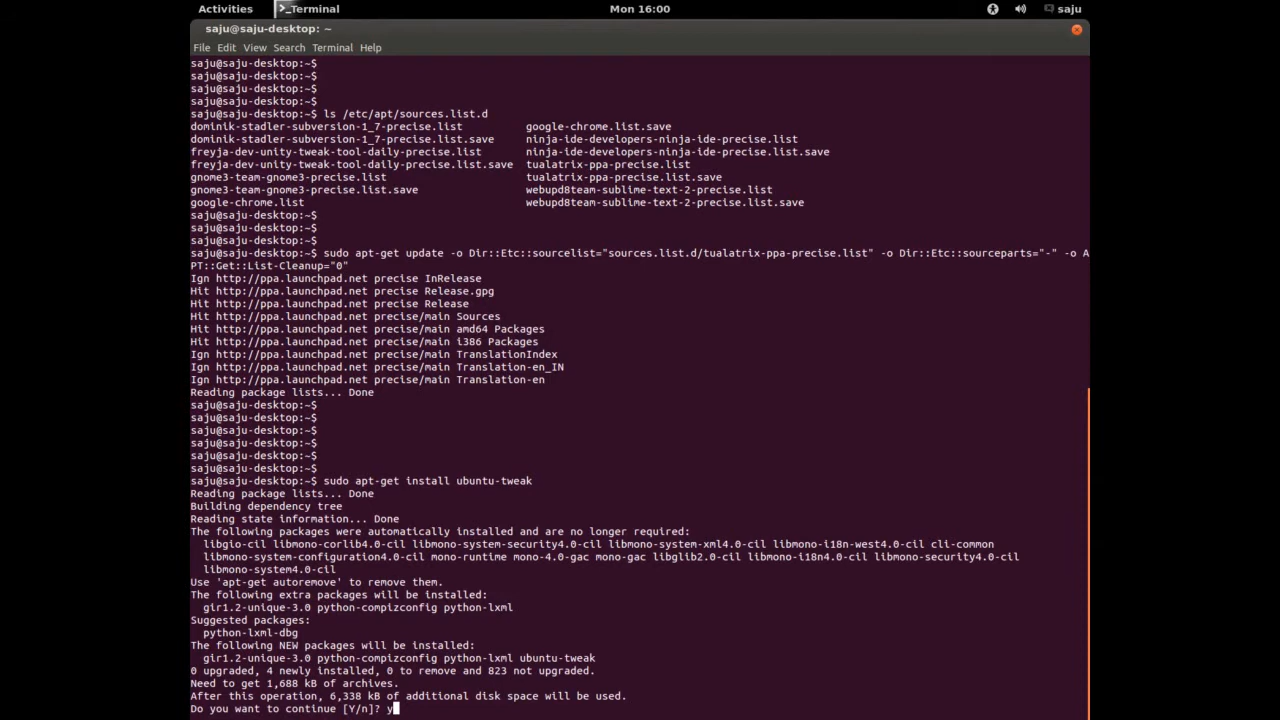 Activities >_Terminal Mon 16:00 saju
saju@saju-desktop: ~
File Edit View Search Terminal Help
saju@saju-desktop:~$
saju@saju-desktop:~$
saju@saju-desktop:~$
saju@saju-desktop:~$
saju@saju-desktop:~$ ls /etc/apt/sources.list.d
dominik-stadler-subversion-1_7-precise.list google-chrome.list.save
dominik-stadler-subversion-1_7-precise.list.save ninja-ide-developers-ninja-ide-precise.list
freyja-dev-unity-tweak-tool-daily-precise.list ninja-ide-developers-ninja-ide-precise.list.save
freyja-dev-unity-tweak-tool-daily-precise.list.save tualatrix-ppa-precise.list
gnome3-team-gnome3-precise.list tualatrix-ppa-precise.list.save
gnome3-team-gnome3-precise.list.save webupd8team-sublime-text-2-precise.list
google-chrome.list webupd8team-sublime-text-2-precise.list.save
saju@saju-desktop:~$
saju@saju-desktop:~$
saju@saju-desktop:~$
saju@saju-desktop:~$ sudo apt-get update -o Dir::Etc::sourcelist="sources.list.d/tualatrix-ppa-precise.list" -o Dir::Etc::sourceparts="-" -o A
PT::Get::List-Cleanup="0"
Ign http://ppa.launchpad.net precise InRelease
Hit http://ppa.launchpad.net precise Release.gpg
Hit http://ppa.launchpad.net precise Release
Hit http://ppa.launchpad.net precise/main Sources
Hit http://ppa.launchpad.net precise/main amd64 Packages
Hit http://ppa.launchpad.net precise/main i386 Packages
Ign http://ppa.launchpad.net precise/main TranslationIndex
Ign http://ppa.launchpad.net precise/main Translation-en_IN
Ign http://ppa.launchpad.net precise/main Translation-en
Reading package lists... Done
saju@saju-desktop:~$
saju@saju-desktop:~$
saju@saju-desktop:~$
saju@saju-desktop:~$
saju@saju-desktop:~$
saju@saju-desktop:~$
saju@saju-desktop:~$ sudo apt-get install ubuntu-tweak
Reading package lists... Done
Building dependency tree
Reading state information... Done
The following packages were automatically installed and are no longer required:
libgio-cil libmono-corlib4.0-cil libmono-system-security4.0-cil libmono-system-xml4.0-cil libmono-i18n-west4.0-cil cli-common
libmono-system-configuration4.0-cil mono-runtime mono-4.0-gac mono-gac libglib2.0-cil libmono-i18n4.0-cil libmono-security4.0-cil
libmono-system4.0-cil
Use 'apt-get autoremove' to remove them.
The following extra packages will be installed:
gir1.2-unique-3.0 python-compizconfig python-lxml
Suggested packages:
python-lxml-dbg
The following NEW packages will be installed:
gir1.2-unique-3.0 python-compizconfig python-lxml ubuntu-tweak
0 upgraded, 4 newly installed, 0 to remove and 823 not upgraded.
Need to get 1,688 kB of archives.
After this operation, 6,338 kB of additional disk space will be used.
Do you want to continue [Y/n]? y